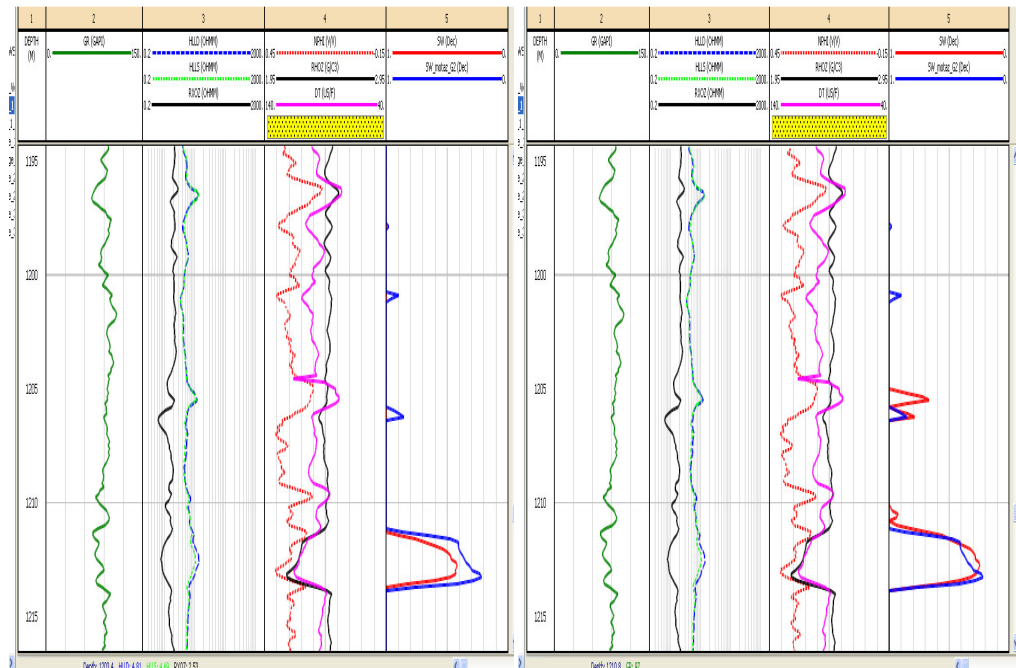 1 2 3 4 5
DEPTH (M)
0. GR (GAPI) 150.
0.2 HLLD (OHMM) 2000.
0.2 HLLS (OHMM) 2000.
0.2 RXOZ (OHMM) 2000.
0.45 NPHI (V/V) -0.15
1.95 RHOZ (G/C3) 2.95
140. DT (US/F) 40.
1. SW (Dec) 0.
1. 0.
1195
1200
1205
1210
1215
1 2 3 4 5
DEPTH (M)
0. GR (GAPI) 150.
0.2 HLLD (OHMM) 2000.
0.2 HLLS (OHMM) 2000.
0.2 RXOZ (OHMM) 2000.
0.45 NPHI (V/V) -0.15
1.95 RHOZ (G/C3) 2.95
140. DT (US/F) 40.
1. SW (Dec) 0.
1. 0.
1195
1200
1205
1210
1215